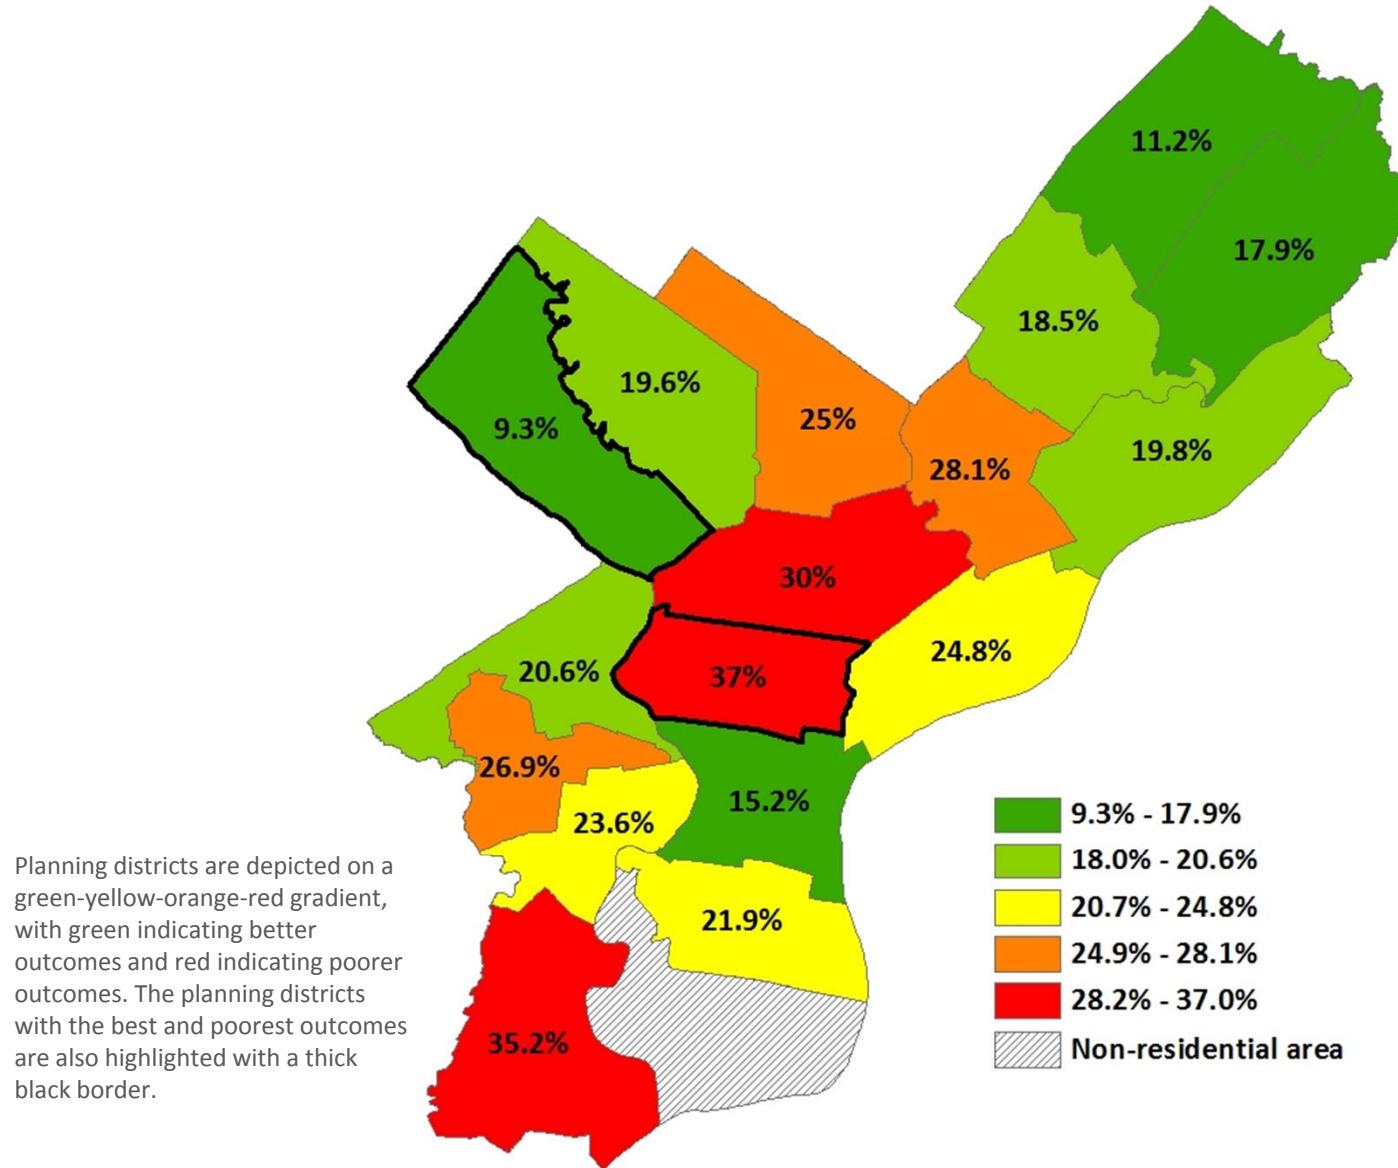 11.2%
17.9%
18.5%
19.6%
9.3%
25%
28.1%
19.8%
30%
24.8%
20.6%
37%
26.9%
15.2%
23.6%
21.9%
35.2%
9.3% - 17.9%
18.0% - 20.6%
20.7% - 24.8%
24.9% - 28.1%
28.2% - 37.0%
Non-residential area
Planning districts are depicted on a
green-yellow-orange-red gradient,
with green indicating better
outcomes and red indicating poorer
outcomes. The planning districts
with the best and poorest outcomes
are also highlighted with a thick
black border.